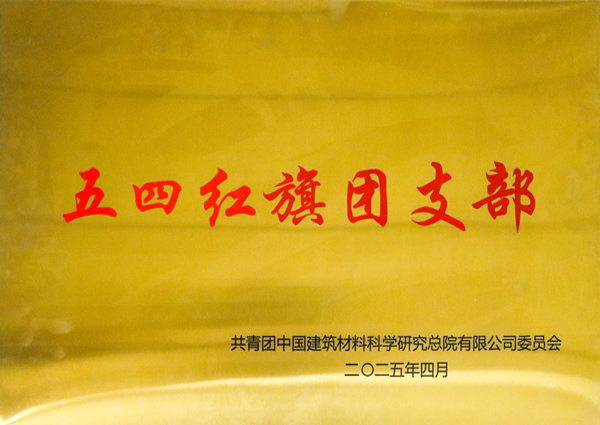 五四红旗团支部
共青团中国建筑材料科学研究总院有限公司委员会
二〇二五年四月